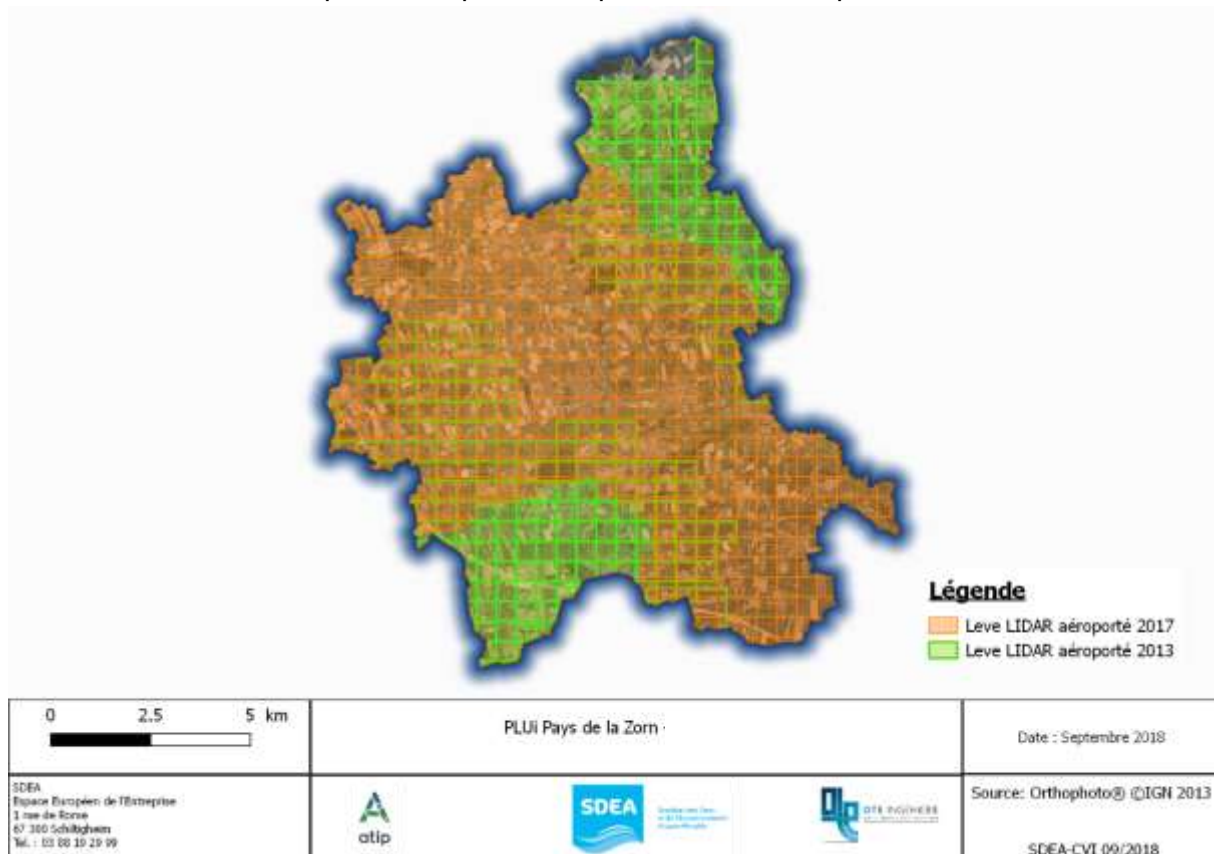 Légende
Leve LIDAR aéroporté 2017
Leve LIDAR aéroporté 2013
0 2.5 5 km
PLUi Pays de la Zorn
Date : Septembre 2018
SDEA
Espace Européen de l'Entreprise
1 rue de Rome
67 300 Schiltigheim
Tel. : 03 88 19 29 99
atip
SDEA
OTE INGÉNIERIE
Source: Orthophoto® ©IGN 2013
SDEA-CVI 09/2018